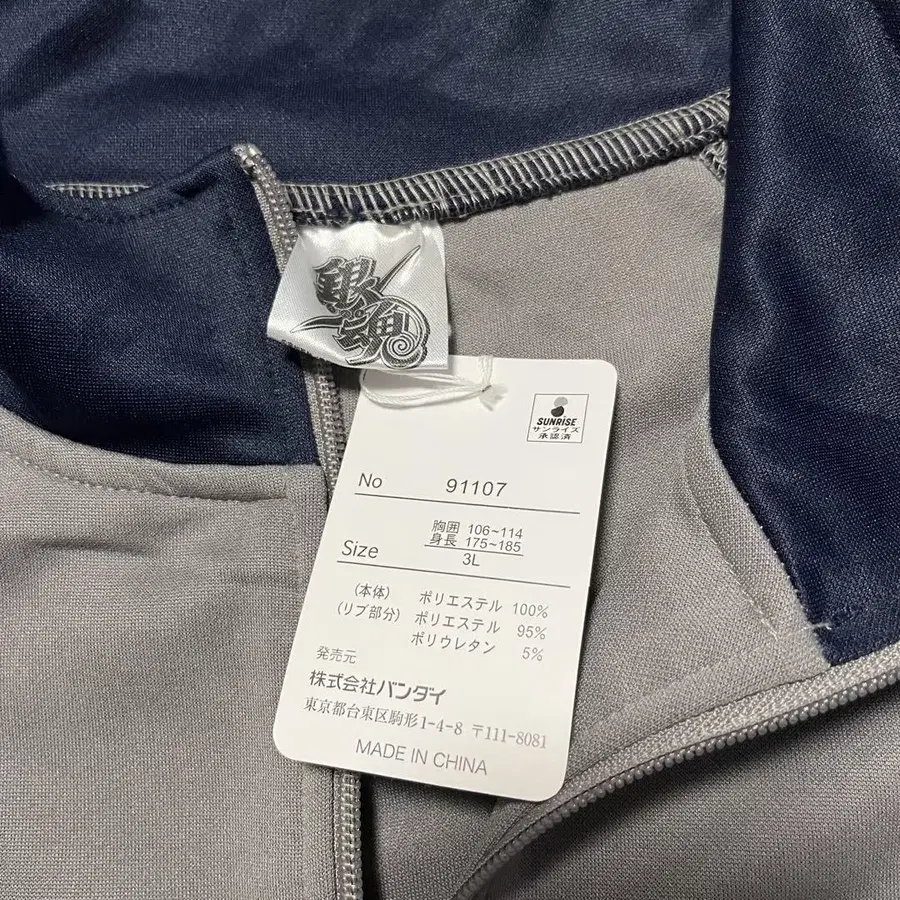 銀魂
SUNRISE
サンライズ
承認済
No 91107
胸囲 106~114
身長 175~185
Size 3L
(本体) ポリエステル 100%
(リブ部分) ポリエステル 95%
ポリウレタン 5%
発売元
株式会社バンダイ
東京都台東区駒形1-4-8 〒111-8081
MADE IN CHINA